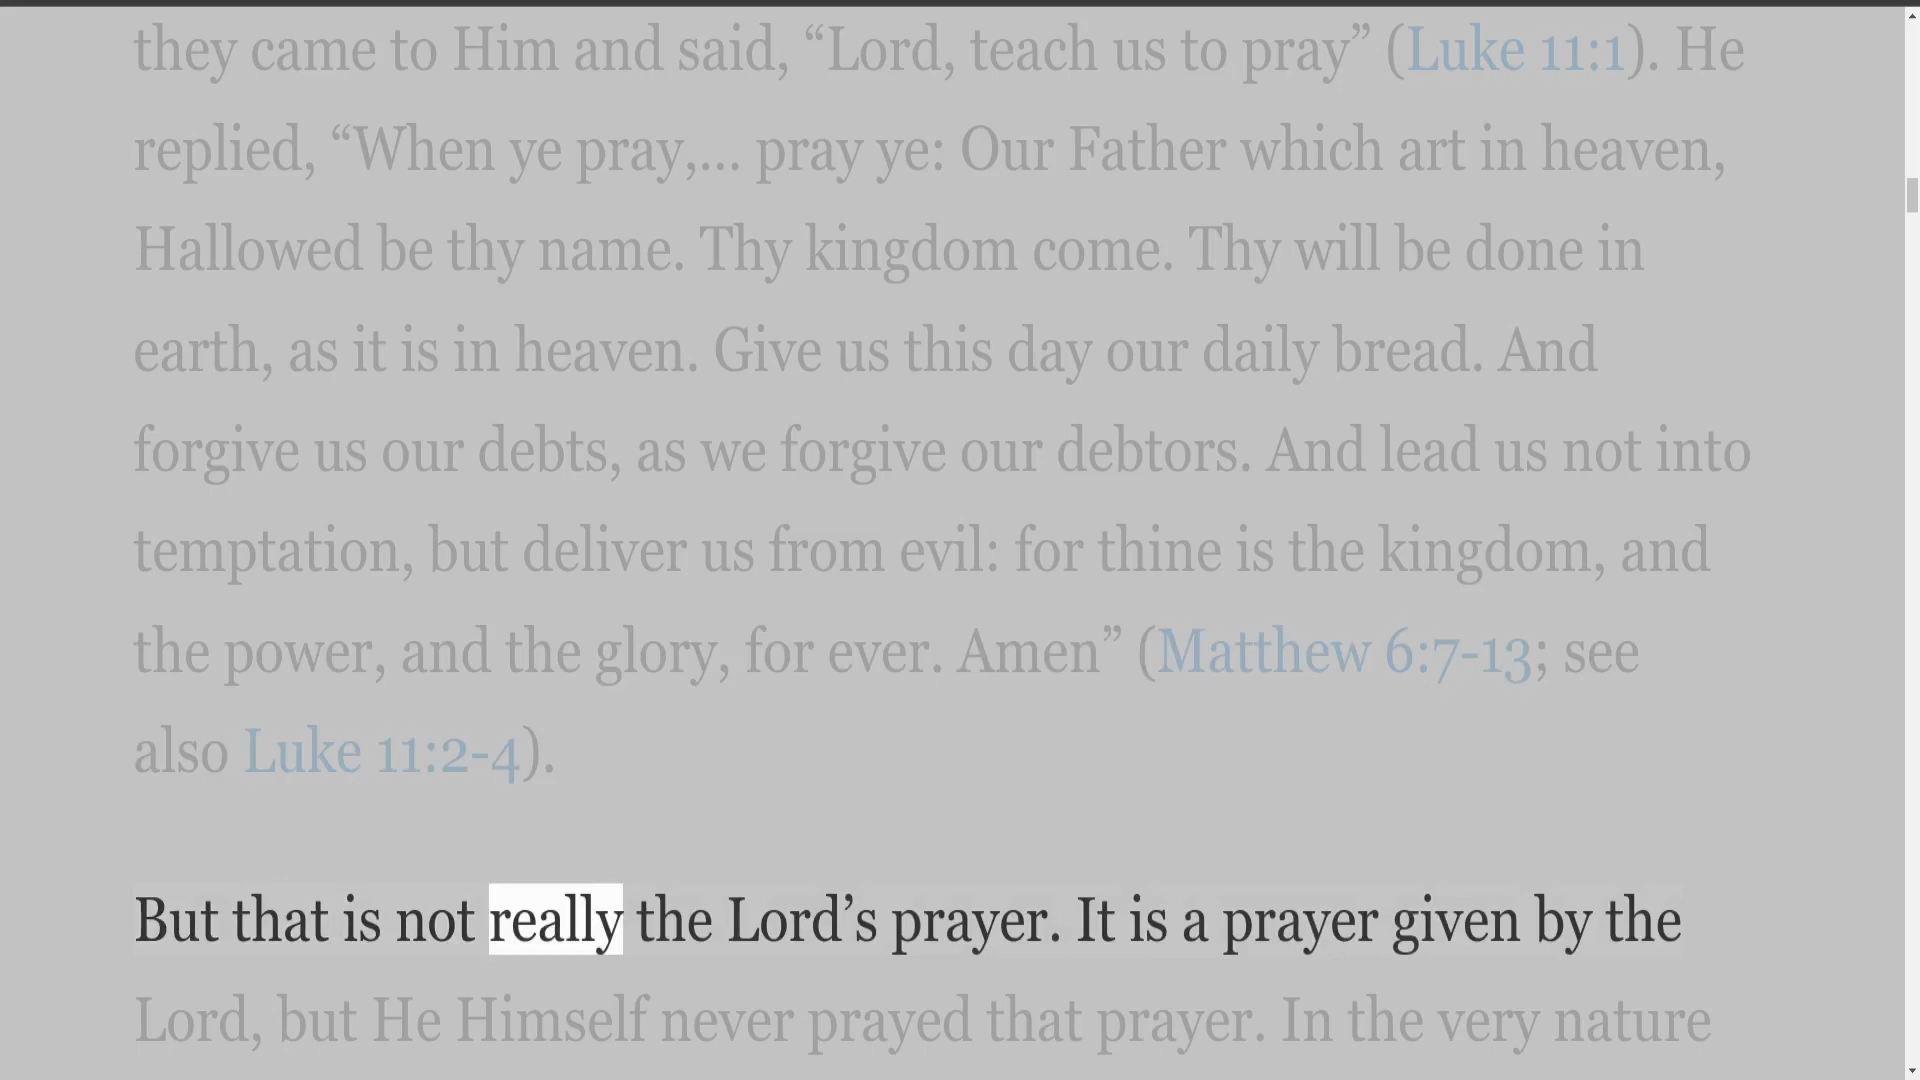 they came to Him and said, “Lord, teach us to pray” (Luke 11:1). He
replied, “When ye pray,... pray ye: Our Father which art in heaven,
Hallowed be thy name. Thy kingdom come. Thy will be done in
earth, as it is in heaven. Give us this day our daily bread. And
forgive us our debts, as we forgive our debtors. And lead us not into
temptation, but deliver us from evil: for thine is the kingdom, and
the power, and the glory, for ever. Amen” (Matthew 6:7-13; see
also Luke 11:2-4).
But that is not really the Lord’s prayer. It is a prayer given by the
Lord, but He Himself never prayed that prayer. In the very nature